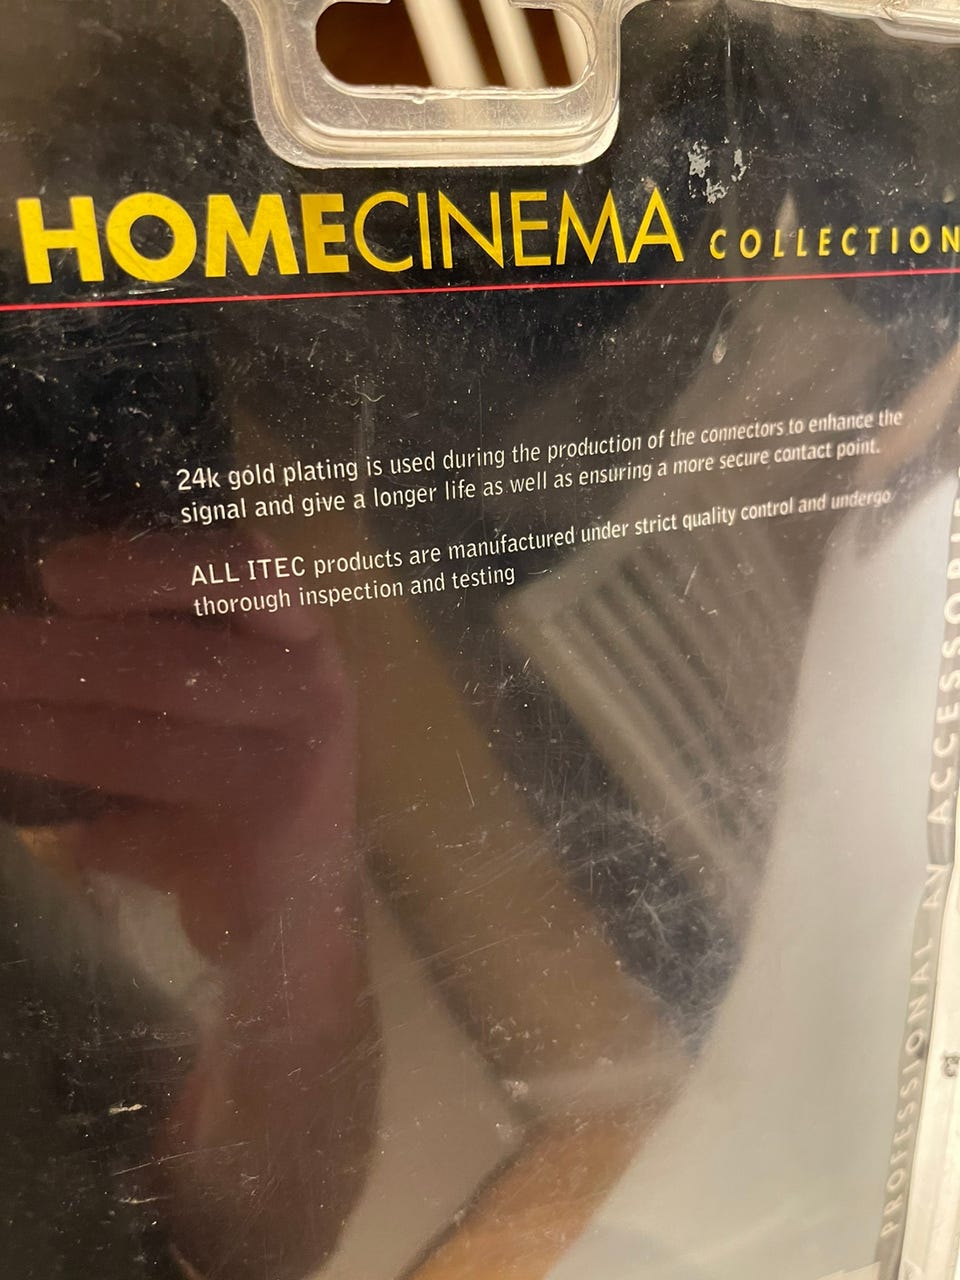 HOMECINEMA COLLECTION
24k gold plating is used during the production of the connectors to enhance the
signal and give a longer life as well as ensuring a more secure contact point.
ALL ITEC products are manufactured under strict quality control and undergo
thorough inspection and testing
PROFESSIONAL AV ACCESSORIES